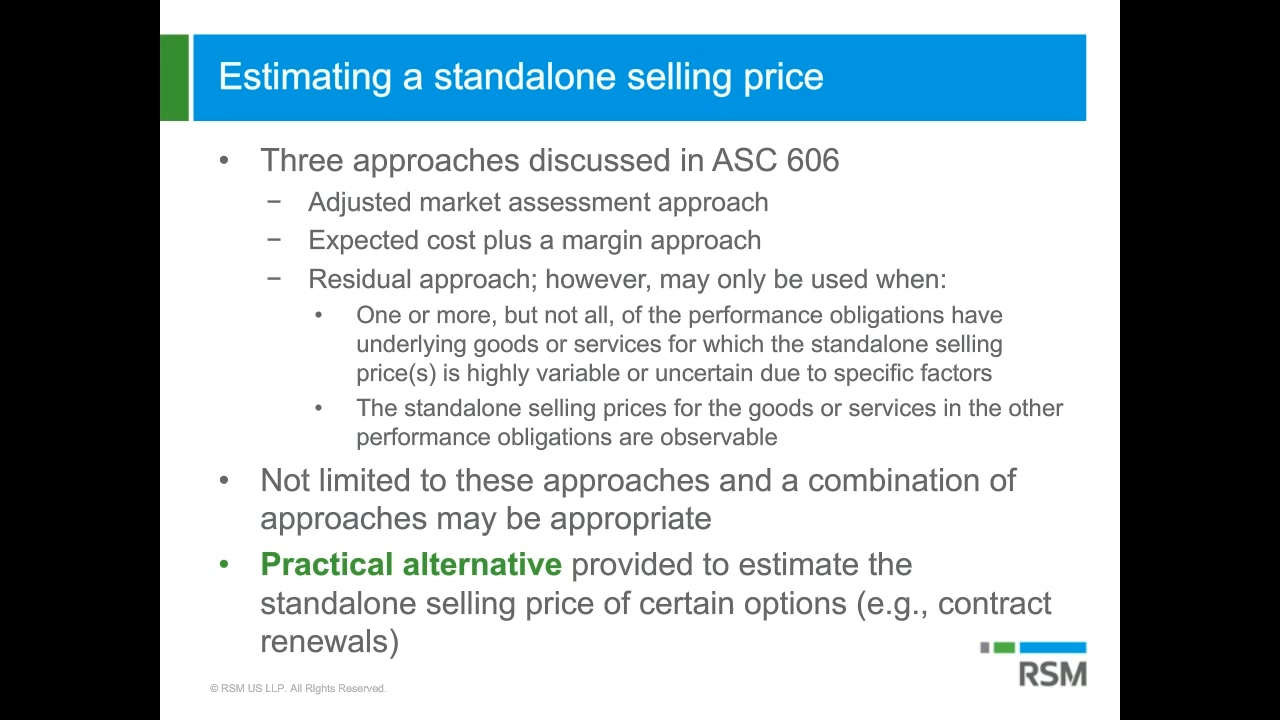 Estimating a standalone selling price
• Three approaches discussed in ASC 606
− Adjusted market assessment approach
− Expected cost plus a margin approach
− Residual approach; however, may only be used when:
• One or more, but not all, of the performance obligations have
underlying goods or services for which the standalone selling
price(s) is highly variable or uncertain due to specific factors
• The standalone selling prices for the goods or services in the other
performance obligations are observable
• Not limited to these approaches and a combination of
approaches may be appropriate
• Practical alternative provided to estimate the
standalone selling price of certain options (e.g., contract
renewals)
RSM
© RSM US LLP. All Rights Reserved.